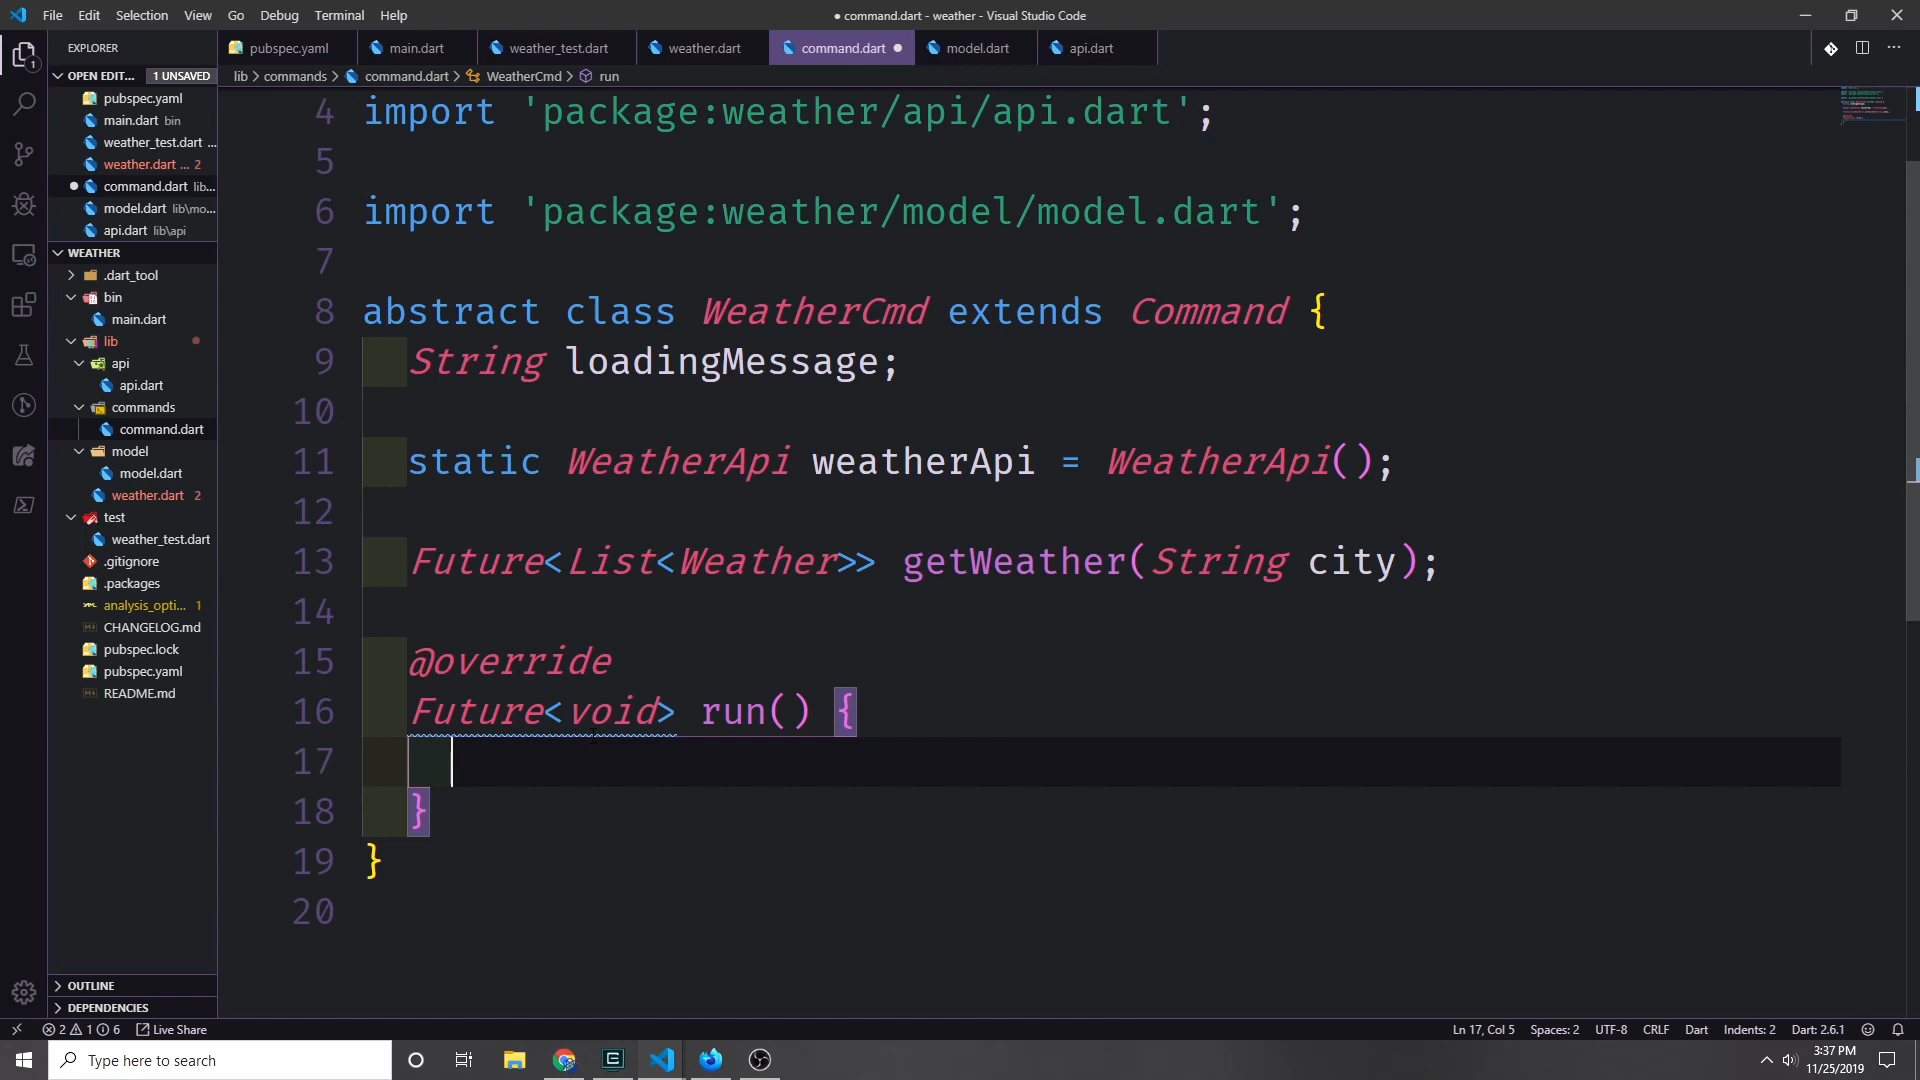 File Edit Selection View Go Debug Terminal Help
● command.dart - weather - Visual Studio Code
EXPLORER
pubspec.yaml main.dart weather_test.dart weather.dart command.dart ● model.dart api.dart
OPEN EDIT... 1 UNSAVED
lib > commands > command.dart > WeatherCmd > run
pubspec.yaml
main.dart bin
weather_test.dart ...
weather.dart ... 2
command.dart lib...
model.dart lib\mo...
api.dart lib\api
WEATHER
.dart_tool
bin
main.dart
lib
api
api.dart
commands
command.dart
model
model.dart
weather.dart 2
test
weather_test.dart
.gitignore
.packages
analysis_opti... 1
CHANGELOG.md
pubspec.lock
pubspec.yaml
README.md
OUTLINE
DEPENDENCIES
4 import 'package:weather/api/api.dart';
5
6 import 'package:weather/model/model.dart';
7
8 abstract class WeatherCmd extends Command {
9 String loadingMessage;
10
11 static WeatherApi weatherApi = WeatherApi();
12
13 Future<List<Weather>> getWeather(String city);
14
15 @override
16 Future<void> run() {
17
18 }
19 }
20
1
2 1 6 Live Share
Ln 17, Col 5 Spaces: 2 UTF-8 CRLF Dart Indents: 2 Dart: 2.6.1
Type here to search
3:37 PM
11/25/2019